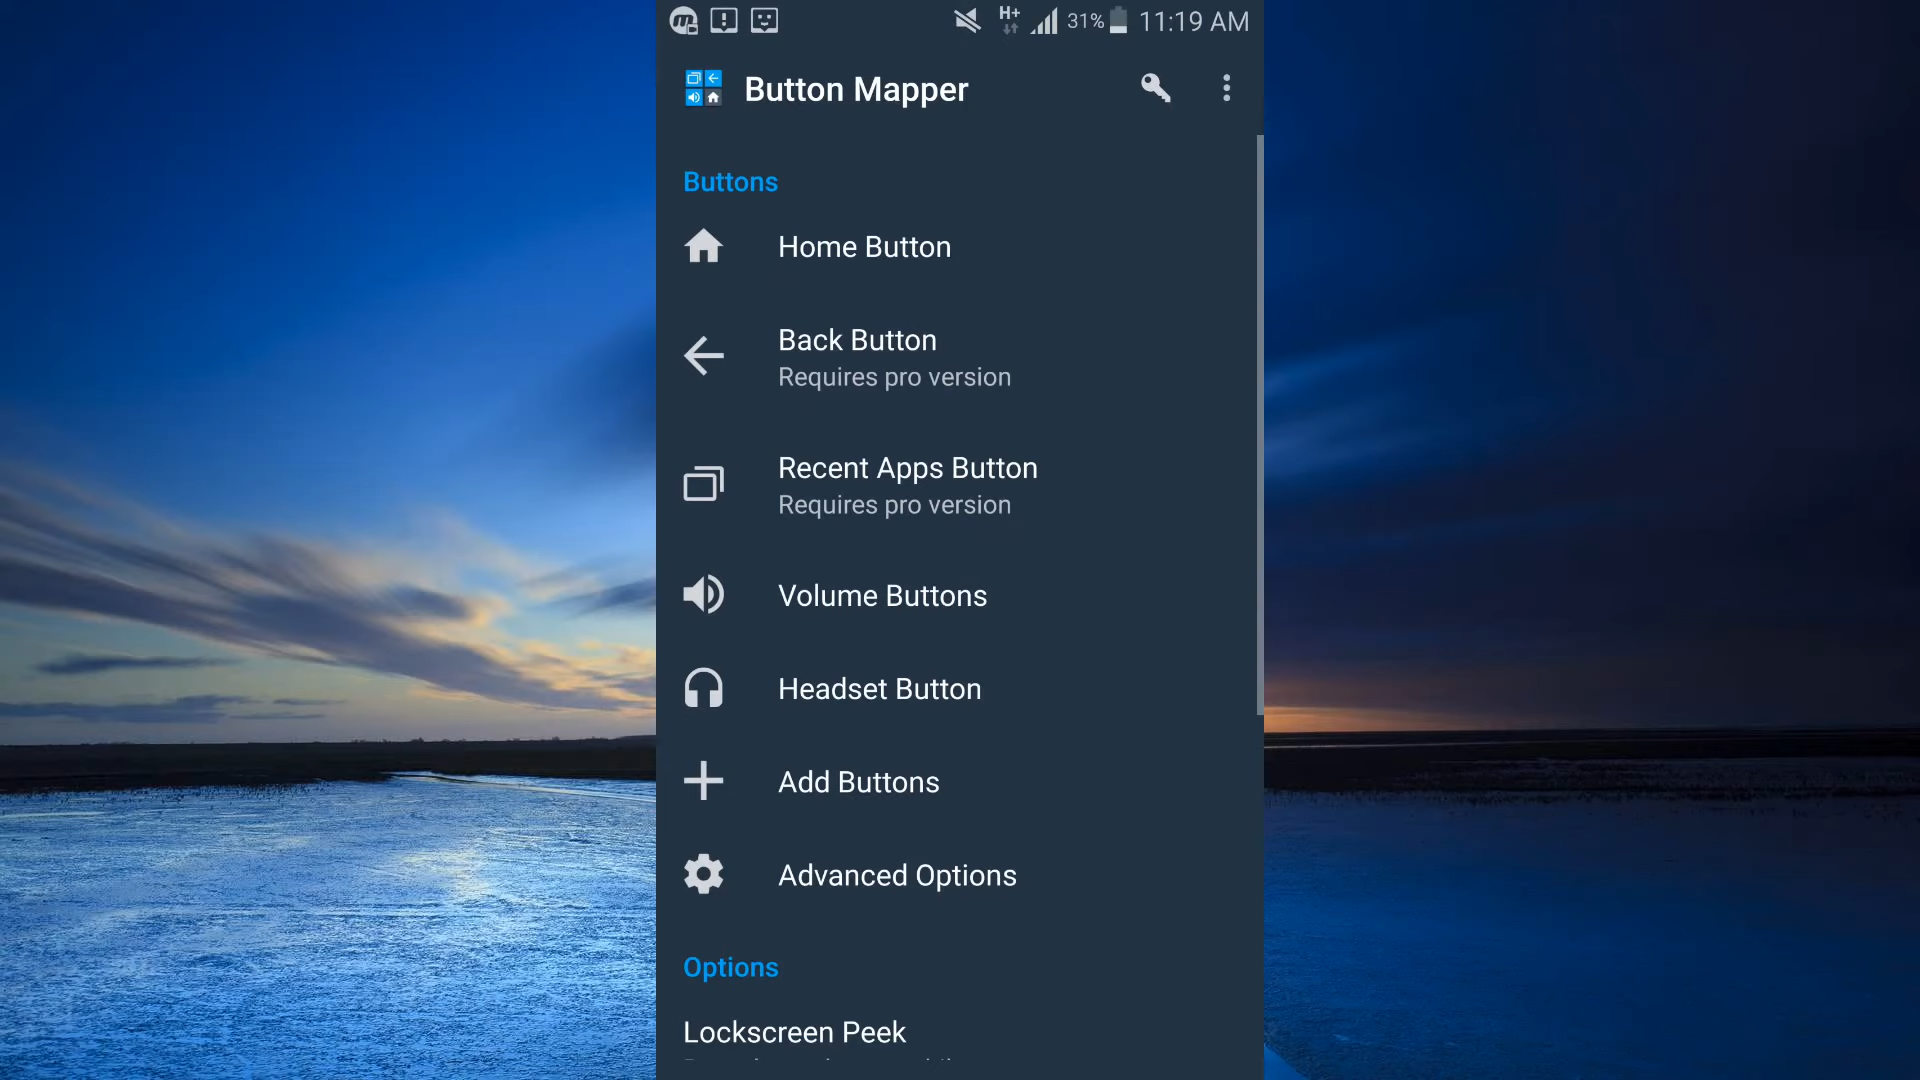 H+ 31% 11:19 AM
Button Mapper
Buttons
Home Button
Back Button
Requires pro version
Recent Apps Button
Requires pro version
Volume Buttons
Headset Button
Add Buttons
Advanced Options
Options
Lockscreen Peek